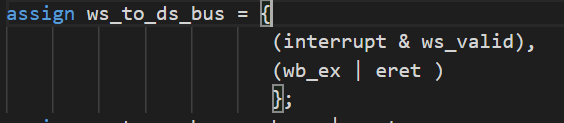 assign ws_to_ds_bus = {
(interrupt & ws_valid),
(wb_ex | eret )
};